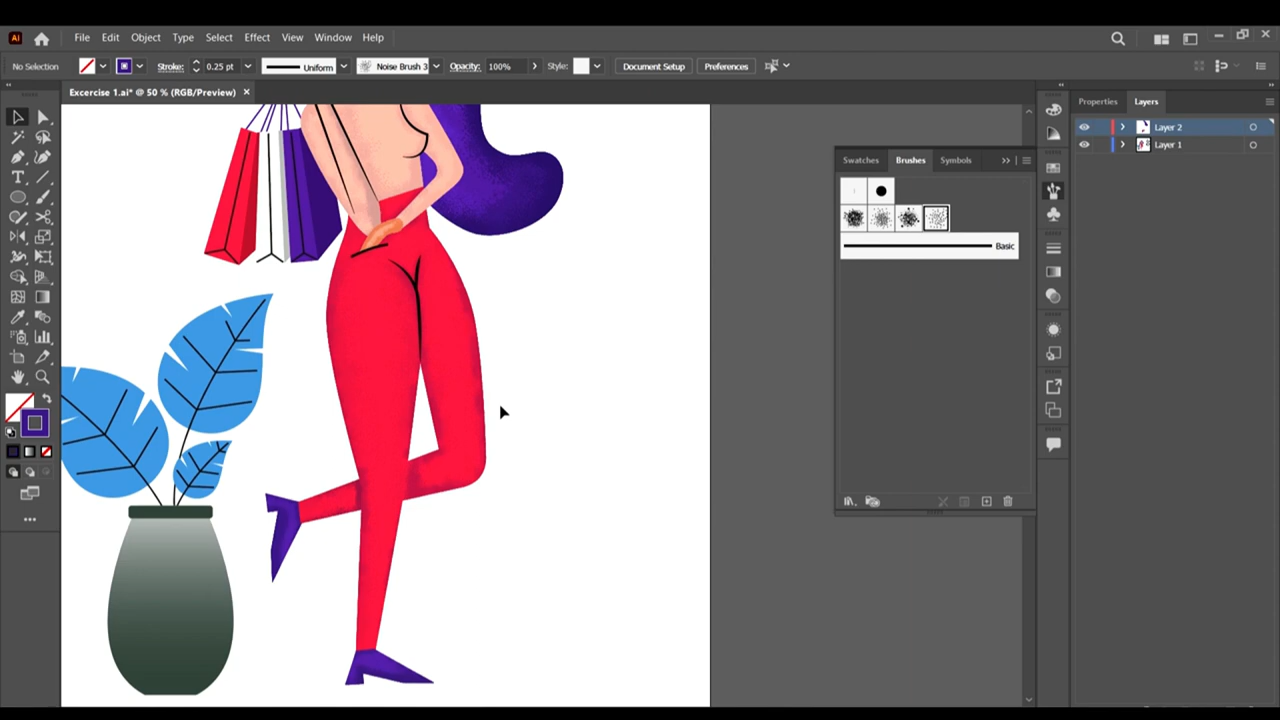 Ai File Edit Object Type Select Effect View Window Help
No Selection Stroke: 0.25 pt Uniform Noise Brush 3 Opacity: 100% Style: Document Setup Preferences
Excercise 1.ai* @ 50 % (RGB/Preview)
Properties Layers
Layer 2
Layer 1
Swatches Brushes Symbols
Basic